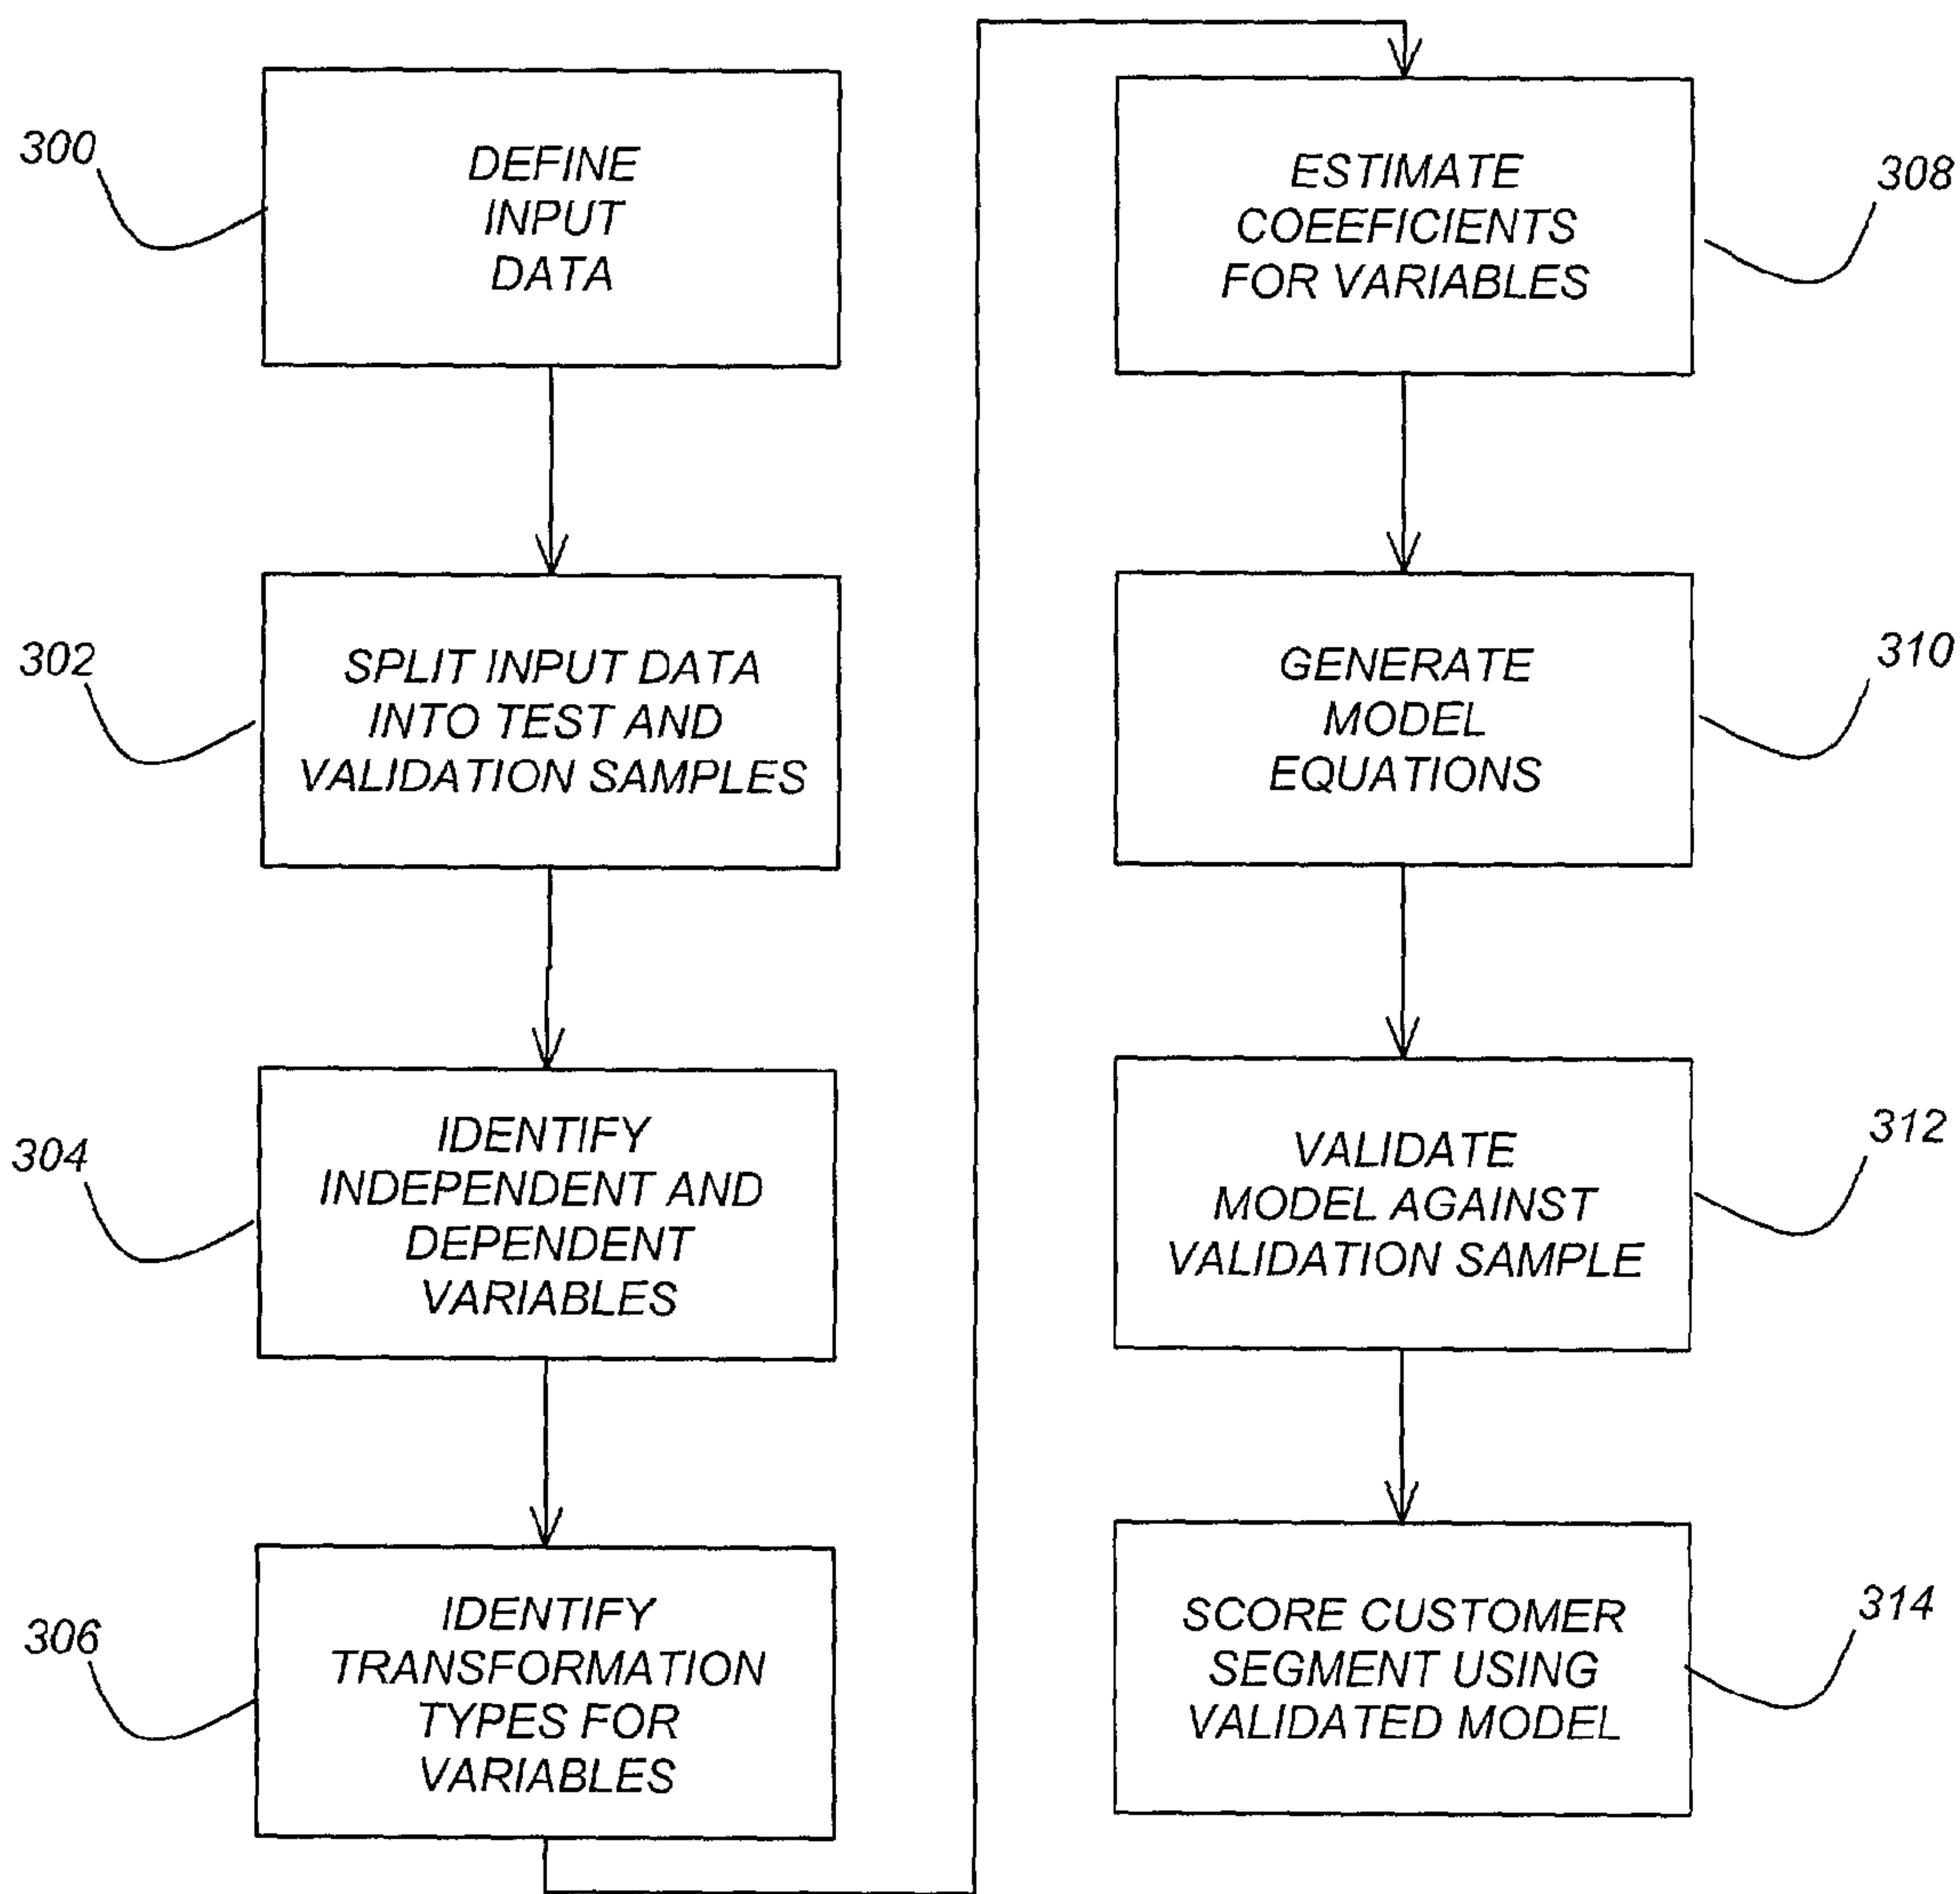 300
DEFINE
INPUT
DATA
302
SPLIT INPUT DATA
INTO TEST AND
VALIDATION SAMPLES
304
IDENTIFY
INDEPENDENT AND
DEPENDENT
VARIABLES
306
IDENTIFY
TRANSFORMATION
TYPES FOR
VARIABLES
ESTIMATE
COEEFICIENTS
FOR VARIABLES
308
GENERATE
MODEL
EQUATIONS
310
VALIDATE
MODEL AGAINST
VALIDATION SAMPLE
312
SCORE CUSTOMER
SEGMENT USING
VALIDATED MODEL
314